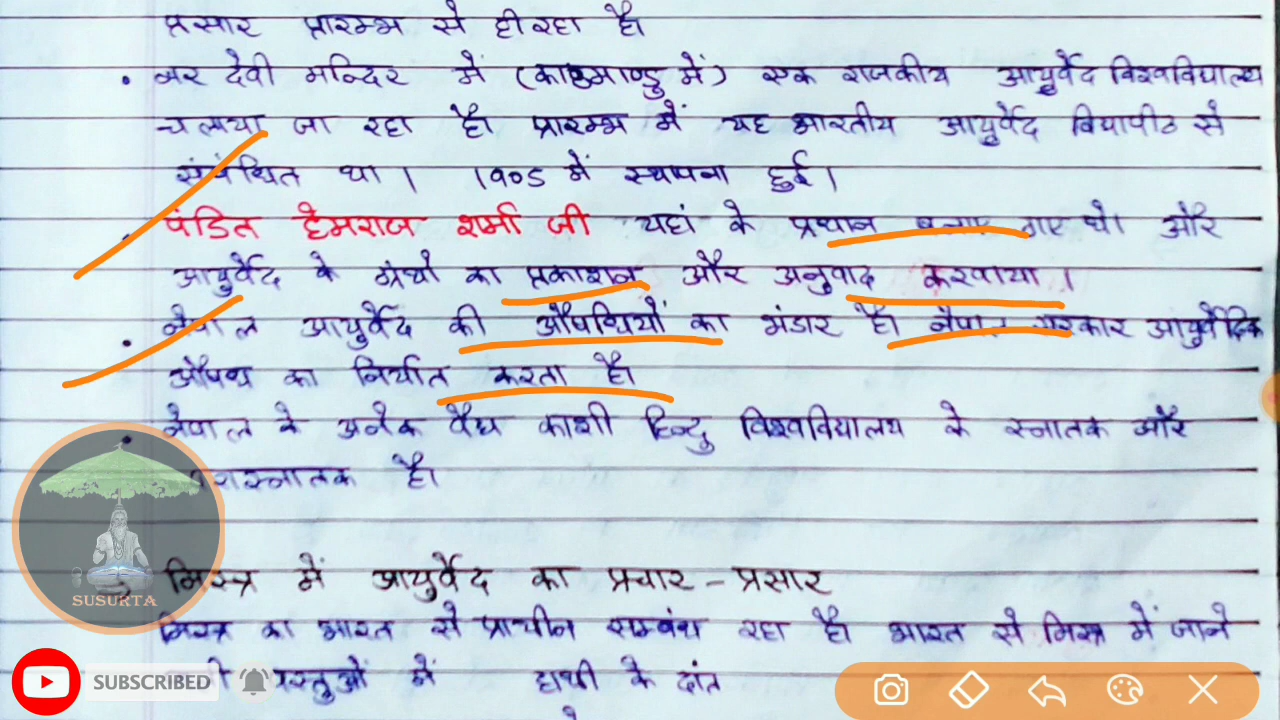 प्रसार प्रारम्भ से ही रहा है।
• नर देवी मन्दिर में (काठमाण्डु में) एक राजकीय आयुर्वेद विश्वविद्यालय
चलाया जा रहा है। प्रारम्भ में यह भारतीय आयुर्वेद विद्यापीठ से
संबंधित था। 1905 में स्थापना हुई।
• पंडित हेमराज शर्मा जी यहां के प्रधान गए थे। और
आयुर्वेद के ग्रंथो का प्रकाशन और अनुवाद करवाया।
• नेपाल आयुर्वेद की औषधियों का भंडार है। नेपाल सरकार आयुर्वेदिक
औषध का निर्यात करता है।
• नेपाल के अनेक वैद्य काशी हिन्दु विश्वविद्यालय के स्नातक और
है।
मिस्त्र में आयुर्वेद का प्रचार - प्रसार
मिस्त्र का भारत से प्राचीन सम्बंध रहा है। भारत से मिस्त्र में जाने
वस्तुओं में हाथी के दांत
SUSURTA
SUBSCRIBED